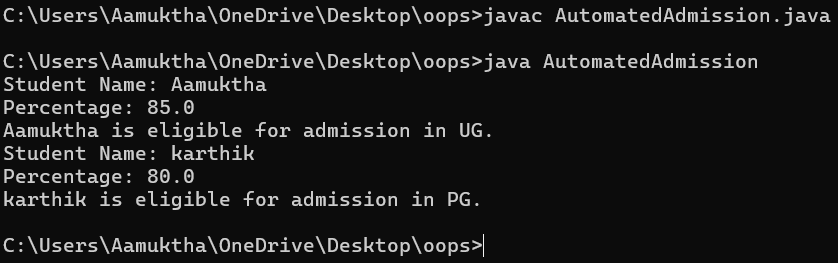 C:\Users\Aamuktha\OneDrive\Desktop\oops>javac AutomatedAdmission.java
C:\Users\Aamuktha\OneDrive\Desktop\oops>java AutomatedAdmission
Student Name: Aamuktha
Percentage: 85.0
Aamuktha is eligible for admission in UG.
Student Name: karthik
Percentage: 80.0
karthik is eligible for admission in PG.
C:\Users\Aamuktha\OneDrive\Desktop\oops>